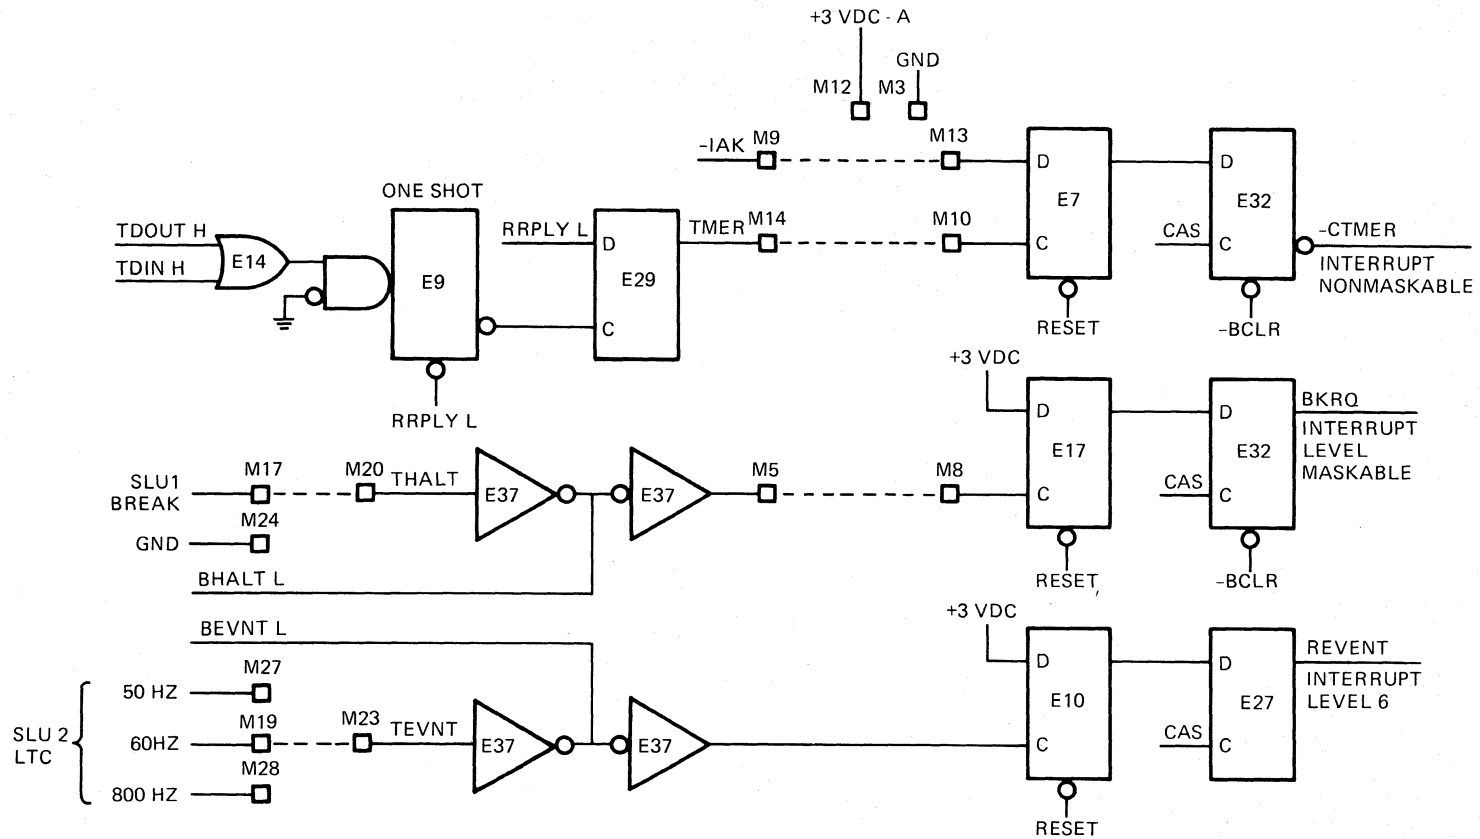 +3 VDC - A
GND
M12
M3
-IAK
M9
M13
D
E7
C
RESET
D
E32
CAS
C
-CTMER
INTERRUPT
NONMASKABLE
-BCLR
ONE SHOT
TDOUT H
TDIN H
E14
E9
RRPLY L
RRPLY L
D
E29
C
TMER
M14
M10
+3 VDC
D
E17
C
RESET
D
E32
CAS
C
-BCLR
BKRQ
INTERRUPT
LEVEL
MASKABLE
SLU1
BREAK
M17
M20
THALT
E37
E37
M5
M8
M24
GND
BHALT L
BEVNT L
+3 VDC
D
E10
C
RESET
D
E27
CAS
C
REVENT
INTERRUPT
LEVEL 6
SLU 2
LTC
50 HZ
M27
60HZ
M19
M23
TEVNT
E37
E37
800 HZ
M28